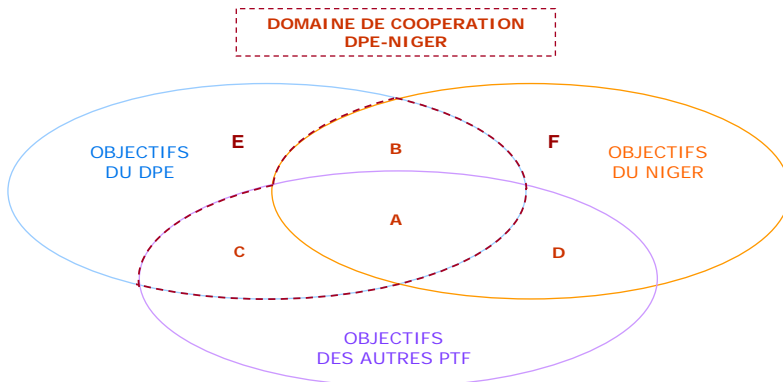 DOMAINE DE COOPERATION
DPE-NIGER
E
F
B
OBJECTIFS
DU DPE
OBJECTIFS
DU NIGER
A
C
D
OBJECTIFS
DES AUTRES PTF